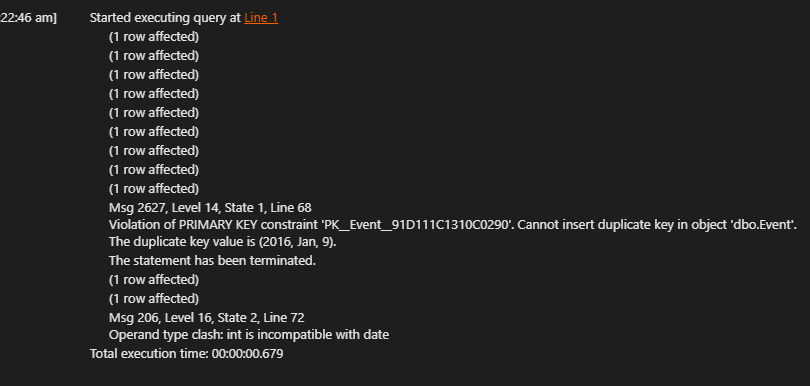 :22:46 am] Started executing query at Line 1
(1 row affected)
(1 row affected)
(1 row affected)
(1 row affected)
(1 row affected)
(1 row affected)
(1 row affected)
(1 row affected)
(1 row affected)
Msg 2627, Level 14, State 1, Line 68
Violation of PRIMARY KEY constraint 'PK__Event__91D111C1310C0290'. Cannot insert duplicate key in object 'dbo.Event'.
The duplicate key value is (2016, Jan, 9).
The statement has been terminated.
(1 row affected)
(1 row affected)
Msg 206, Level 16, State 2, Line 72
Operand type clash: int is incompatible with date
Total execution time: 00:00:00.679